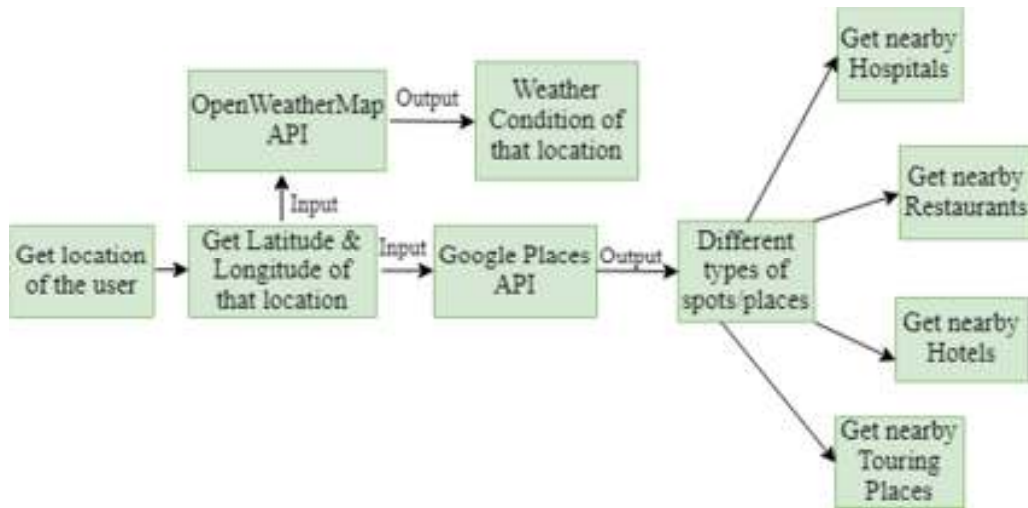 Get location
of the user
Get Latitude &
Longitude of
that location
Input
OpenWeatherMap
API
Output
Weather
Condition of
that location
Input
Google Places
API
Output
Different
types of
spots/places
Get nearby
Hospitals
Get nearby
Restaurants
Get nearby
Hotels
Get nearby
Touring
Places